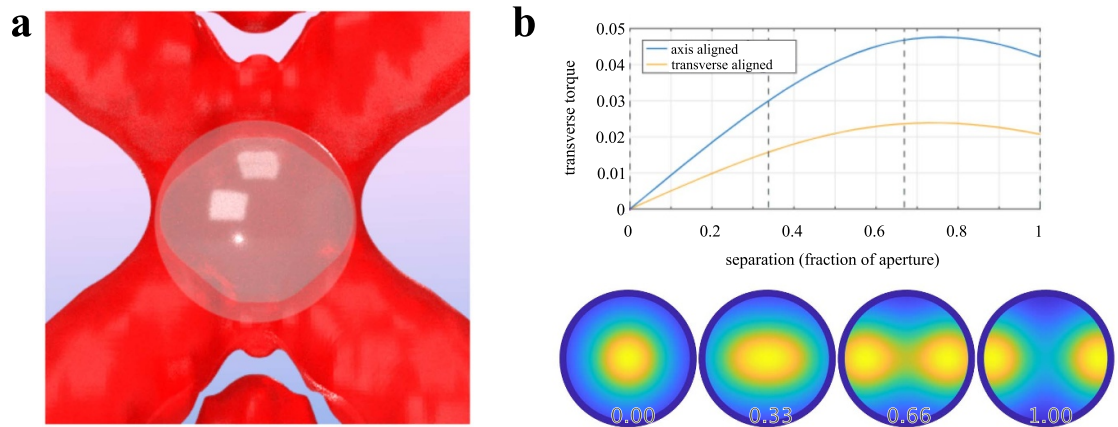 a
b
0.05
0.04
0.03
0.02
0.01
0
transverse torque
axis aligned
transverse aligned
0
0.2
0.4
0.6
0.8
1
separation (fraction of aperture)
0.00
0.33
0.66
1.00